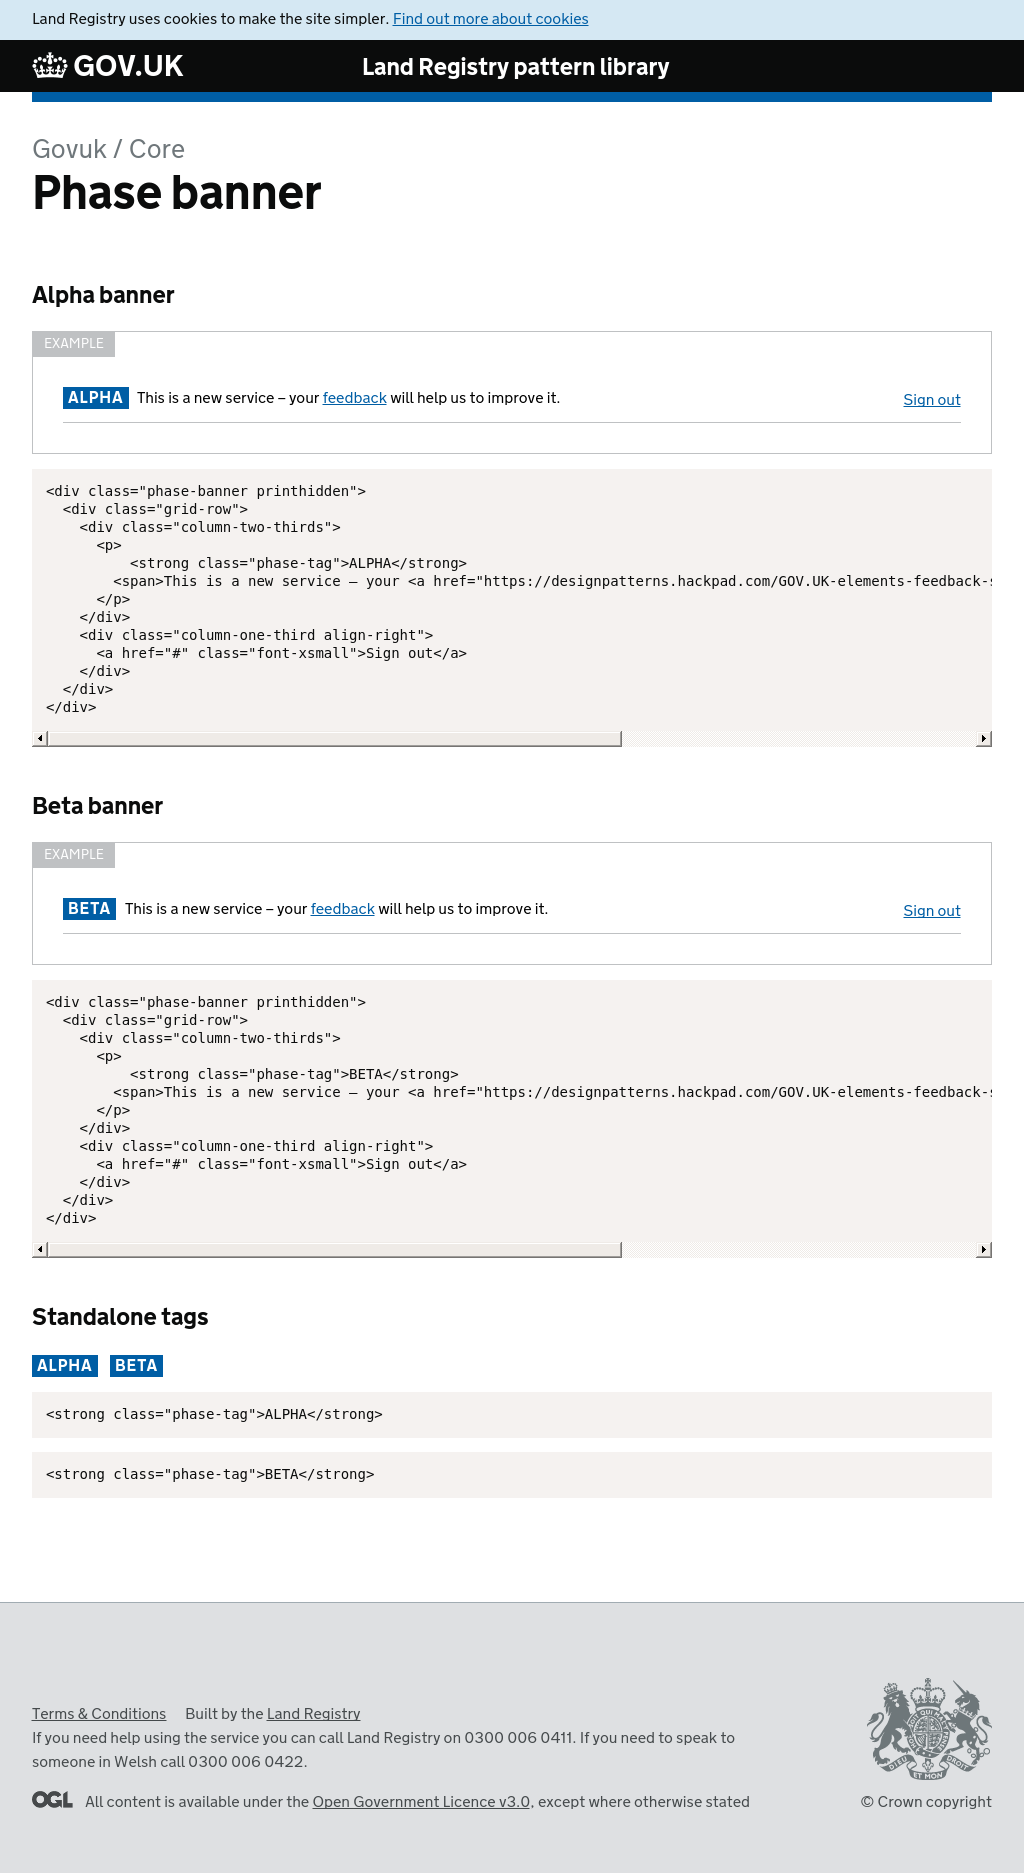 Land Registry uses cookies to make the site simpler. Find out more about cookies
GOV.UK Land Registry pattern library
Govuk / Core
Phase banner
Alpha banner
EXAMPLE
ALPHA This is a new service – your feedback will help us to improve it. Sign out
<div class="phase-banner printhidden">
  <div class="grid-row">
    <div class="column-two-thirds">
      <p>
          <strong class="phase-tag">ALPHA</strong>
        <span>This is a new service – your <a href="https://designpatterns.hackpad.com/GOV.UK-elements-feedback-s
      </p>
    </div>
    <div class="column-one-third align-right">
      <a href="#" class="font-xsmall">Sign out</a>
    </div>
  </div>
</div>
Beta banner
EXAMPLE
BETA This is a new service – your feedback will help us to improve it. Sign out
<div class="phase-banner printhidden">
  <div class="grid-row">
    <div class="column-two-thirds">
      <p>
          <strong class="phase-tag">BETA</strong>
        <span>This is a new service – your <a href="https://designpatterns.hackpad.com/GOV.UK-elements-feedback-s
      </p>
    </div>
    <div class="column-one-third align-right">
      <a href="#" class="font-xsmall">Sign out</a>
    </div>
  </div>
</div>
Standalone tags
ALPHA BETA
<strong class="phase-tag">ALPHA</strong>
<strong class="phase-tag">BETA</strong>
Terms & Conditions Built by the Land Registry
If you need help using the service you can call Land Registry on 0300 006 0411. If you need to speak to
someone in Welsh call 0300 006 0422.
OGL All content is available under the Open Government Licence v3.0, except where otherwise stated
DIEU ET MON DROIT
© Crown copyright